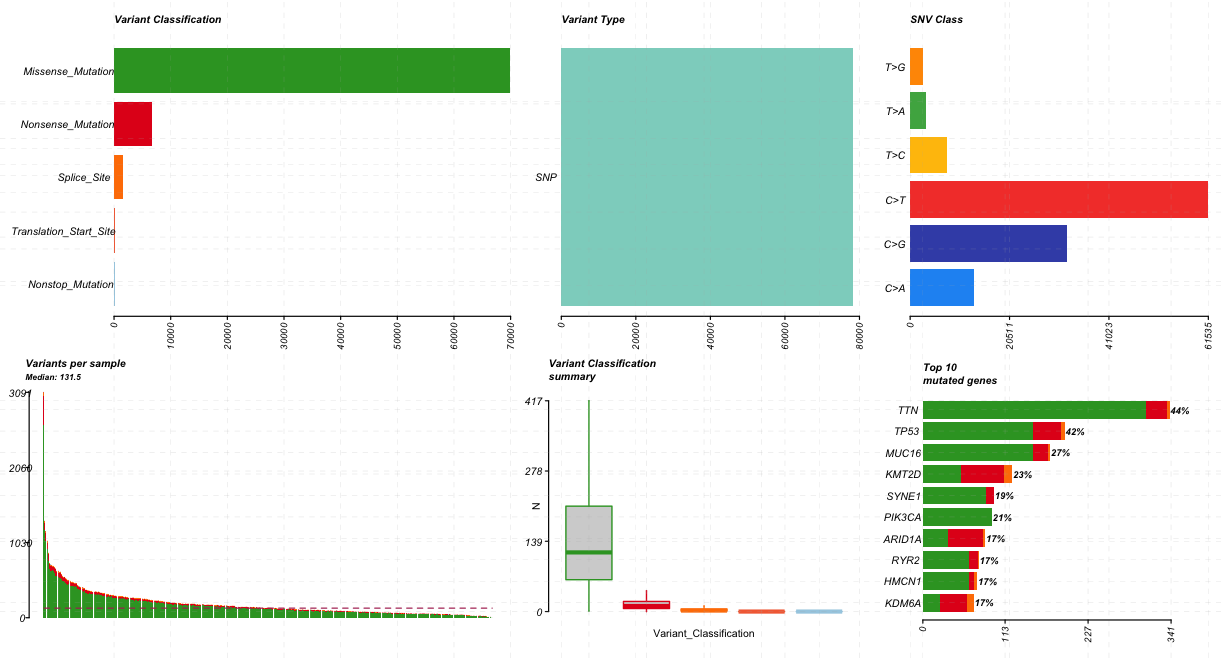 Variant Classification
Missense_Mutation
Nonsense_Mutation
Splice_Site
Translation_Start_Site
Nonstop_Mutation
0
10000
20000
30000
40000
50000
60000
70000
Variant Type
SNP
0
20000
40000
60000
80000
SNV Class
T>G
T>A
T>C
C>T
C>G
C>A
0
20511
41023
61535
Variants per sample
Median: 131.5
3091
2060
1030
0
Variant Classification
summary
N
417
278
139
0
Variant_Classification
Top 10
mutated genes
TTN 44%
TP53 42%
MUC16 27%
KMT2D 23%
SYNE1 19%
PIK3CA 21%
ARID1A 17%
RYR2 17%
HMCN1 17%
KDM6A 17%
0
113
227
341